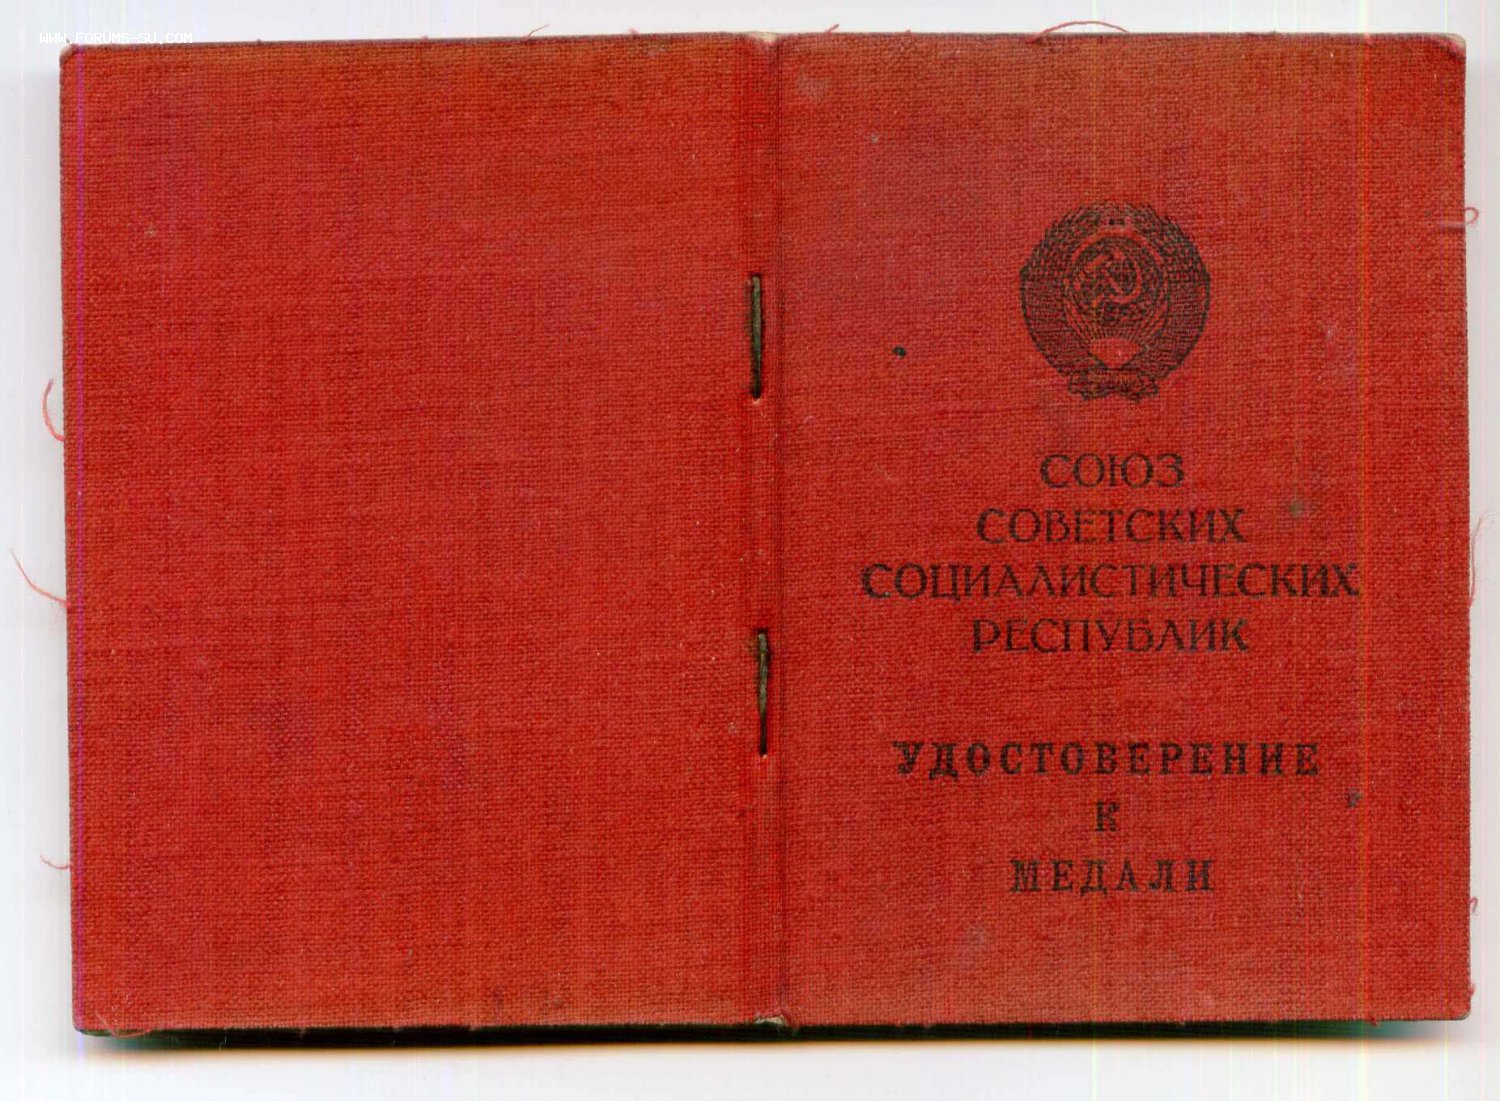 WWW.FORUMS-SU.COM
СОЮЗ
СОВЕТСКИХ
СОЦИАЛИСТИЧЕСКИХ
РЕСПУБЛИК
УДОСТОВЕРЕНИЕ
К
МЕДАЛИ